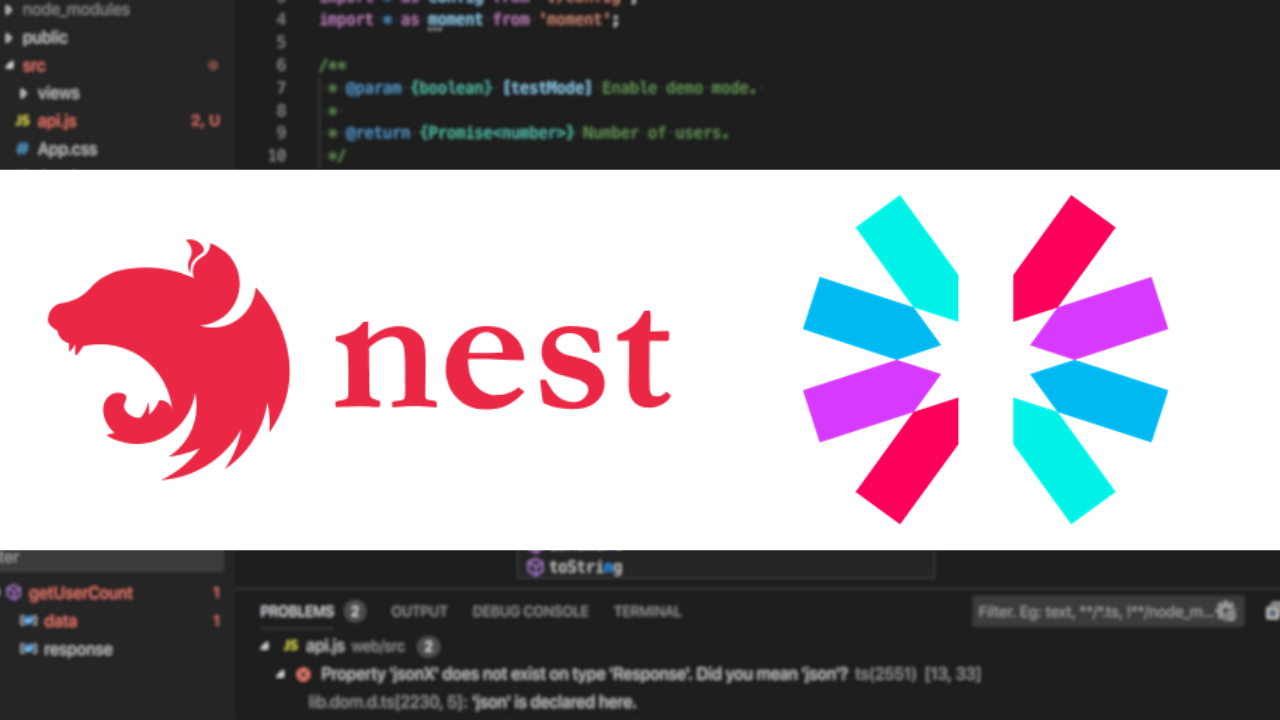 node_modules
public
src
views
JS api.js 2, U
# App.css
4 import * as moment from 'moment';
5
6 /**
7 * @param {boolean} [testMode] Enable demo mode.
8 *
9 * @return {Promise<number>} Number of users.
10 */
nest
toString
getUserCount 1
data 1
response
PROBLEMS 2 OUTPUT DEBUG CONSOLE TERMINAL Filter. Eg: text, **/*.ts, !**/node_m...
JS api.js web/src 2
Property 'jsonX' does not exist on type 'Response'. Did you mean 'json'? ts(2551) [13, 33]
lib.dom.d.ts[2230, 5]: 'json' is declared here.